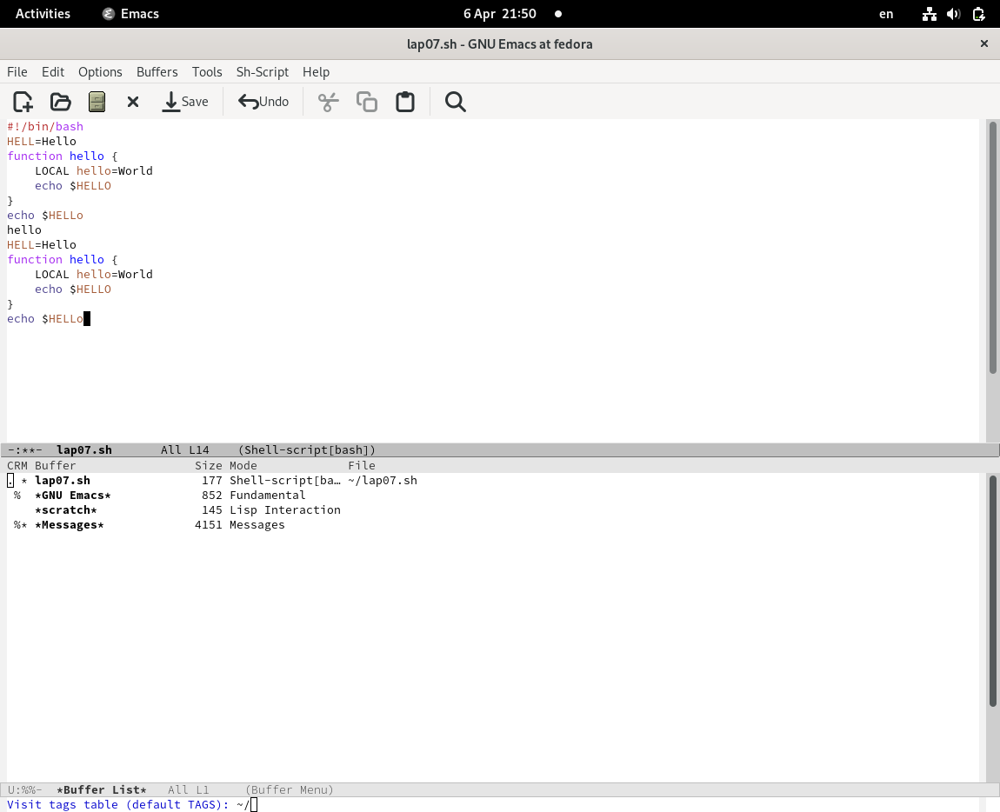 Activities Emacs 6 Apr 21:50 en
lap07.sh - GNU Emacs at fedora
File Edit Options Buffers Tools Sh-Script Help
Save Undo
#!/bin/bash
HELL=Hello
function hello {
    LOCAL hello=World
    echo $HELLO
}
echo $HELLo
hello
HELL=Hello
function hello {
    LOCAL hello=World
    echo $HELLO
}
echo $HELLo
-:**-  lap07.sh       All L14    (Shell-script[bash])
CRM Buffer                 Size Mode             File
. * lap07.sh                177 Shell-script[ba… ~/lap07.sh
 %  *GNU Emacs*             852 Fundamental
    *scratch*               145 Lisp Interaction
 %* *Messages*             4151 Messages
U:%%-  *Buffer List*   All L1     (Buffer Menu)
Visit tags table (default TAGS): ~/